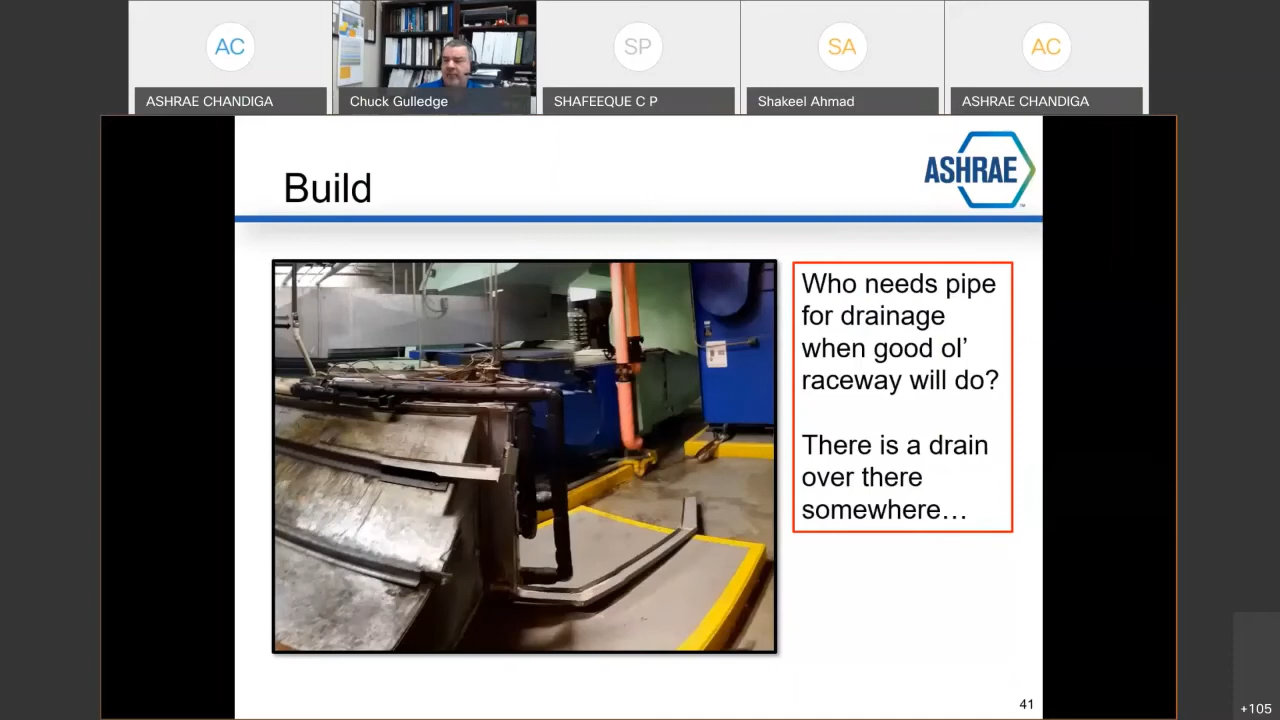 AC
SP
SA
AC
ASHRAE CHANDIGA
Chuck Gulledge
SHAFEEQUE C P
Shakeel Ahmad
ASHRAE CHANDIGA
Build
ASHRAE
TM
Who needs pipe
for drainage
when good ol’
raceway will do?
There is a drain
over there
somewhere…
41
+105